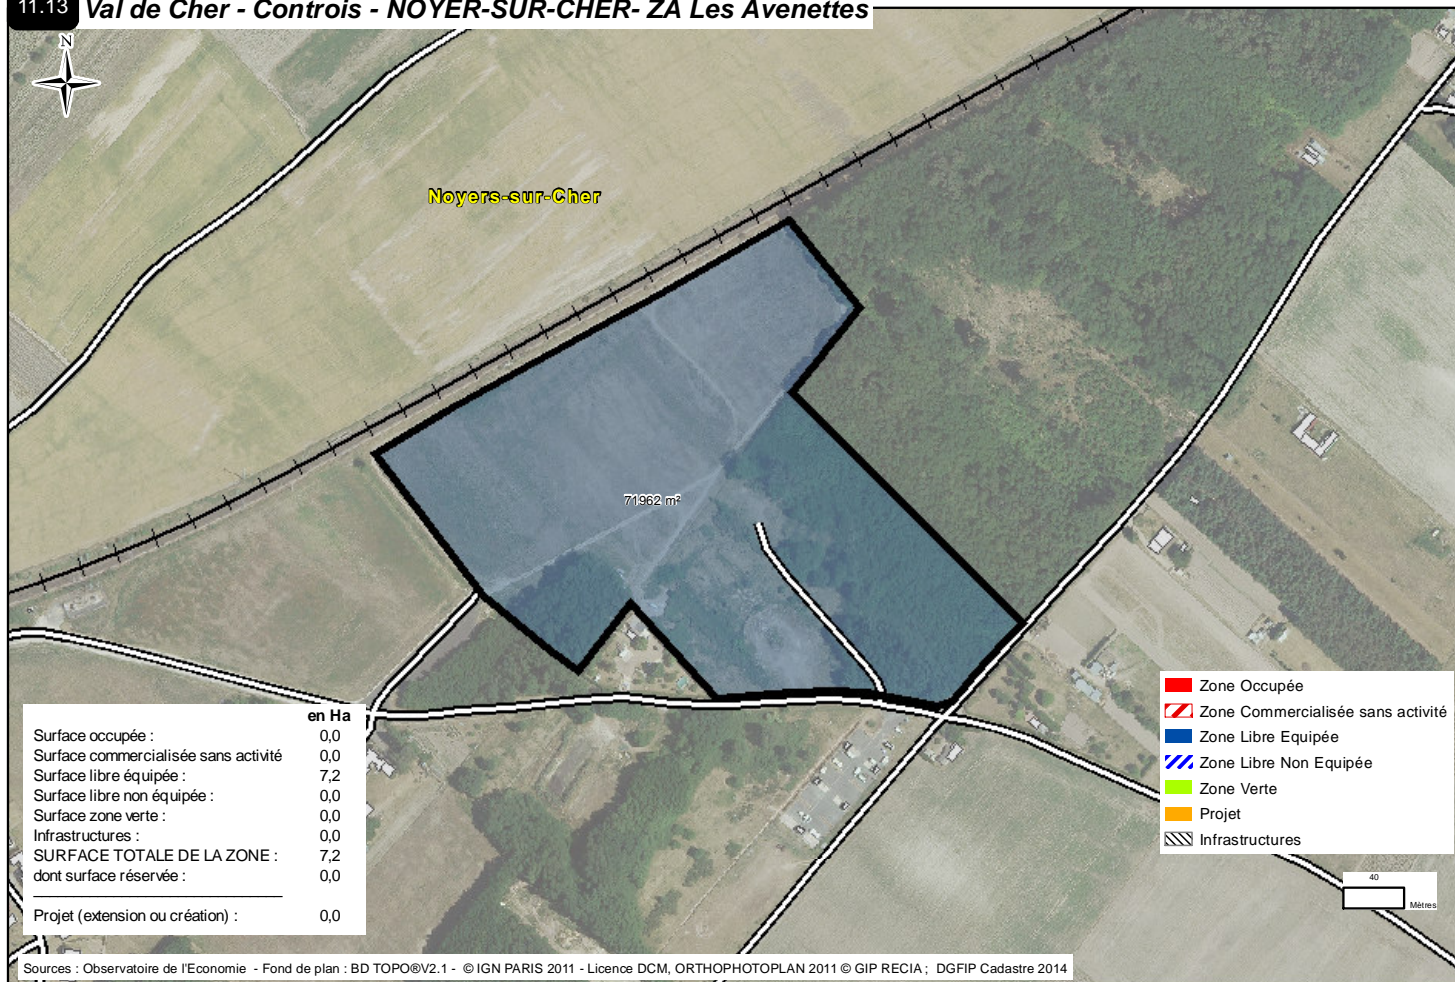 11.13 Val de Cher - Controis - NOYER-SUR-CHER- ZA Les Avenettes
N
Noyers-sur-Cher
71962 m²
en Ha
Surface occupée : 0,0
Surface commercialisée sans activité 0,0
Surface libre équipée : 7,2
Surface libre non équipée : 0,0
Surface zone verte : 0,0
Infrastructures : 0,0
SURFACE TOTALE DE LA ZONE : 7,2
dont surface réservée : 0,0
Projet (extension ou création) : 0,0
Zone Occupée
Zone Commercialisée sans activité
Zone Libre Equipée
Zone Libre Non Equipée
Zone Verte
Projet
Infrastructures
40
Mètres
Sources : Observatoire de l'Economie - Fond de plan : BD TOPO®V2.1 - © IGN PARIS 2011 - Licence DCM, ORTHOPHOTOPLAN 2011 © GIP RECIA ; DGFIP Cadastre 2014